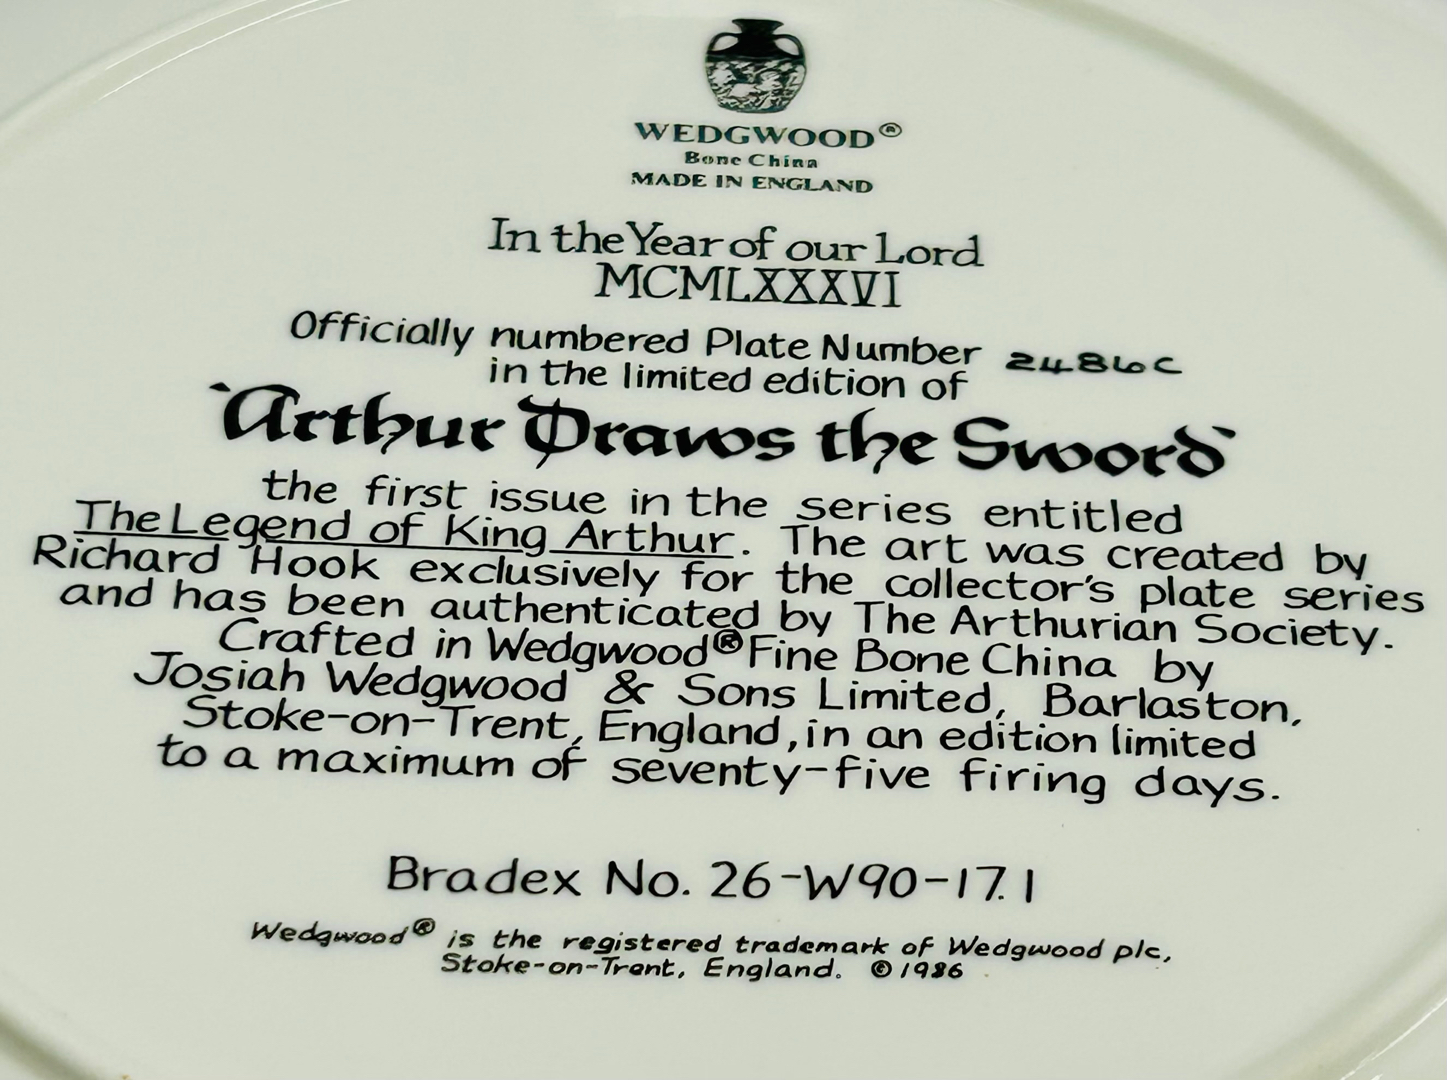 WEDGWOOD®
Bone China
MADE IN ENGLAND
In the Year of our Lord
MCMLXXXVI
Officially numbered Plate Number 2486C
in the limited edition of
'Arthur Draws the Sword'
the first issue in the series entitled
The Legend of King Arthur. The art was created by
Richard Hook exclusively for the collector's plate series
and has been authenticated by The Arthurian Society.
Crafted in Wedgwood® Fine Bone China by
Josiah Wedgwood & Sons Limited, Barlaston,
Stoke-on-Trent, England, in an edition limited
to a maximum of seventy-five firing days.
Bradex No. 26-W90-17.1
Wedgwood® is the registered trademark of Wedgwood plc,
Stoke-on-Trent, England. © 1986